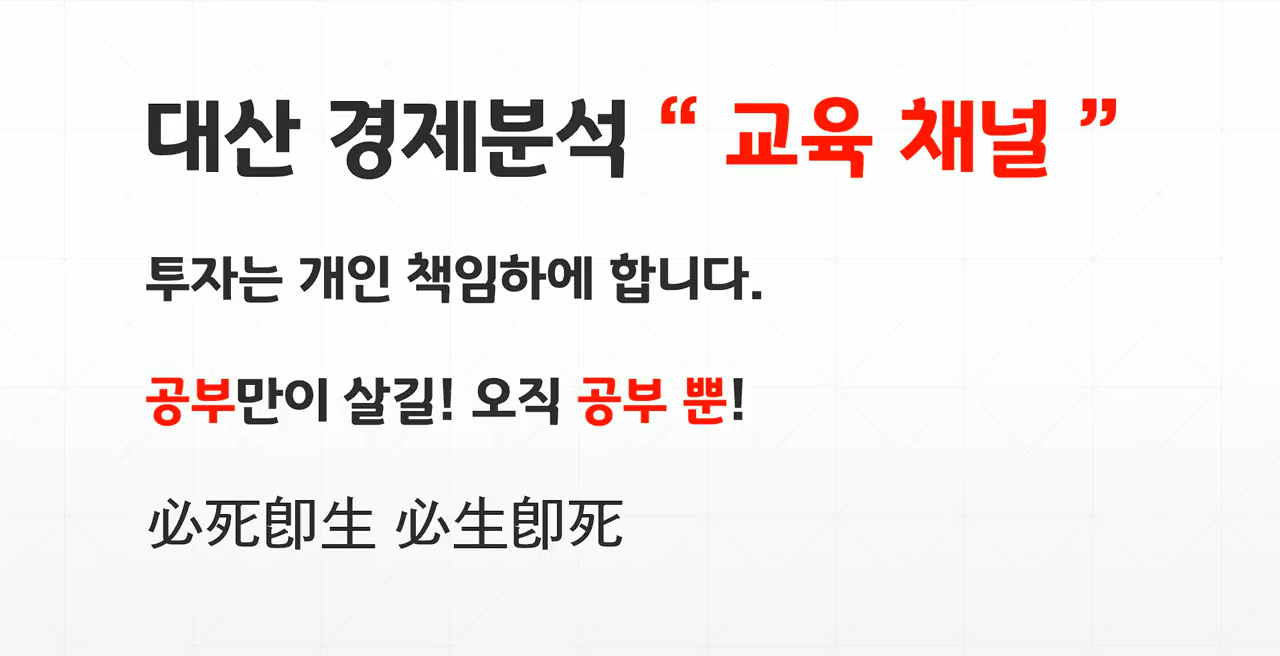 대산 경제분석 “ 교육 채널 ”
투자는 개인 책임하에 합니다.
공부만이 살길! 오직 공부 뿐!
必死卽生 必生卽死